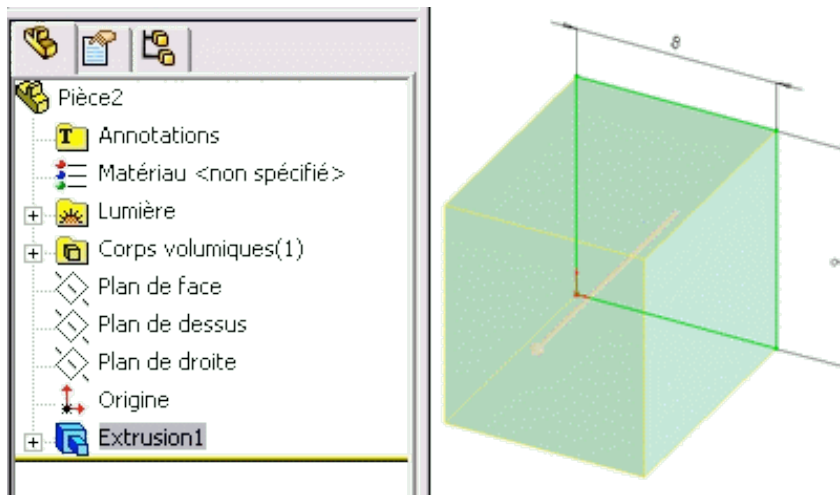 Pièce2
T Annotations
Matériau <non spécifié>
Lumière
Corps volumiques(1)
Plan de face
Plan de dessus
Plan de droite
Origine
Extrusion1